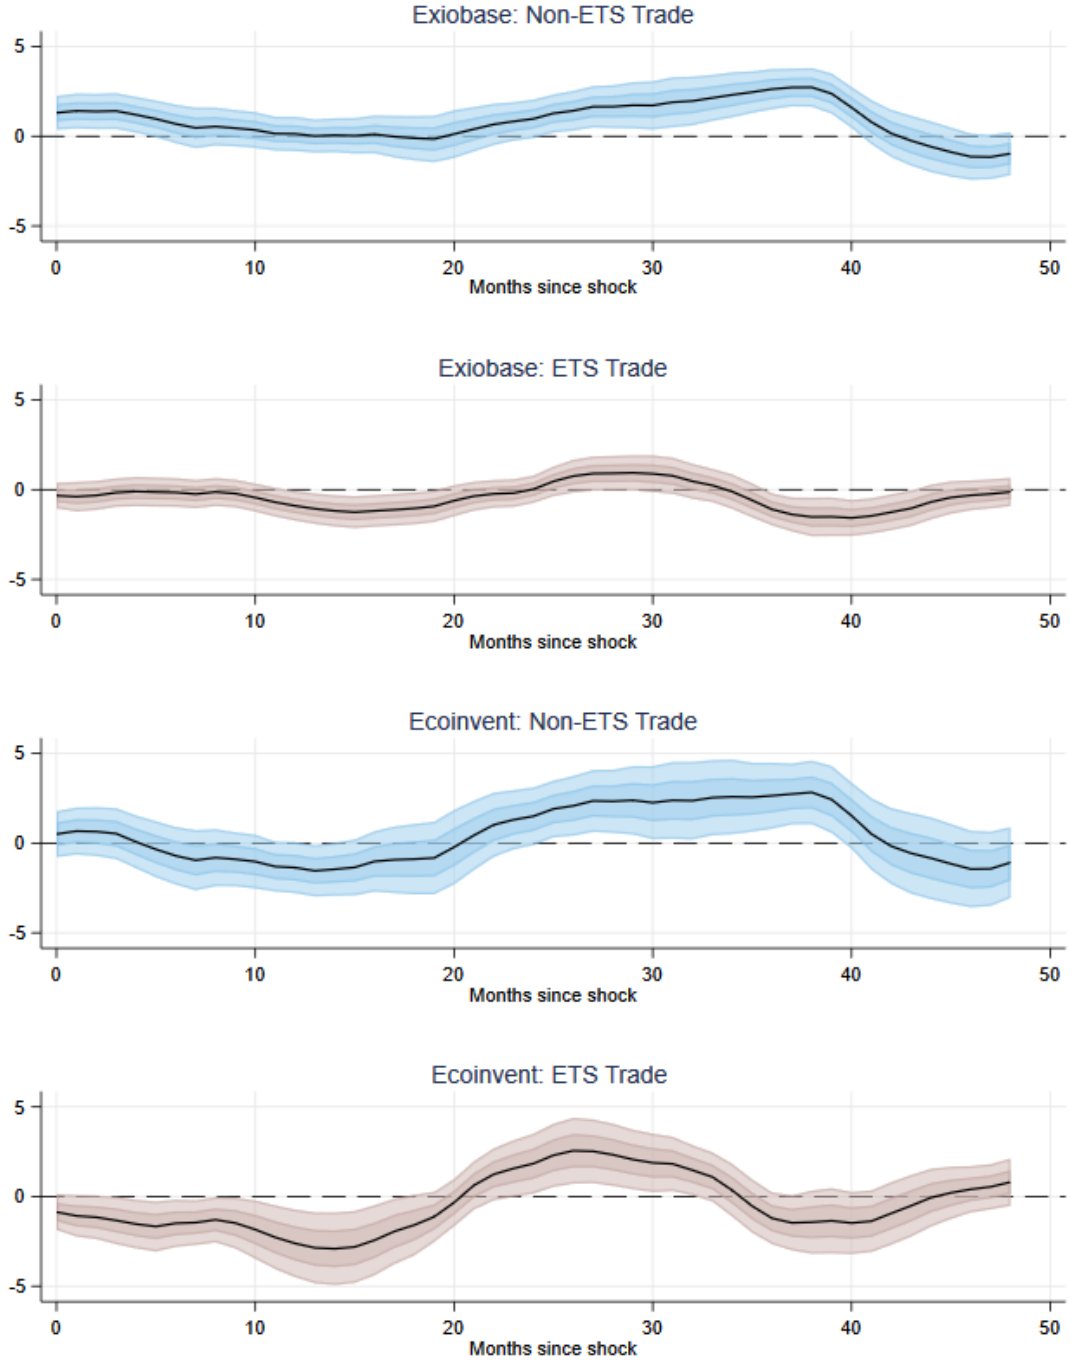 Exiobase: Non-ETS Trade
5
0
-5
0 10 20 30 40 50
Months since shock
Exiobase: ETS Trade
5
0
-5
0 10 20 30 40 50
Months since shock
Ecoinvent: Non-ETS Trade
5
0
-5
0 10 20 30 40 50
Months since shock
Ecoinvent: ETS Trade
5
0
-5
0 10 20 30 40 50
Months since shock